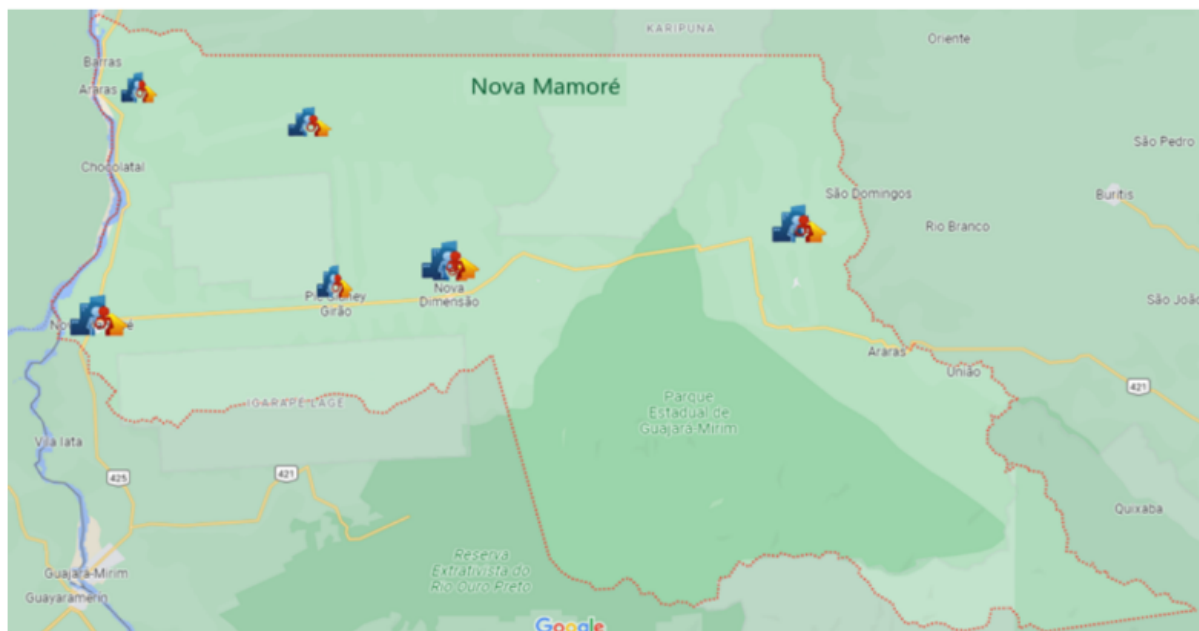 KARIPUNA
Oriente
Barras
Araras
Nova Mamoré
São Pedro
Chocolatal
São Domingos
Buritis
Rio Branco
Nova
Dimensão
Girão
São João
Araras
União
421
Parque
Estadual de
Guajará-Mirim
IGARAPÉ LAGE
Vila Iata
425
421
Quixaba
Reserva
Extrativista do
Rio Ouro Preto
Guajará-Mirim
Guayaramerín
Google